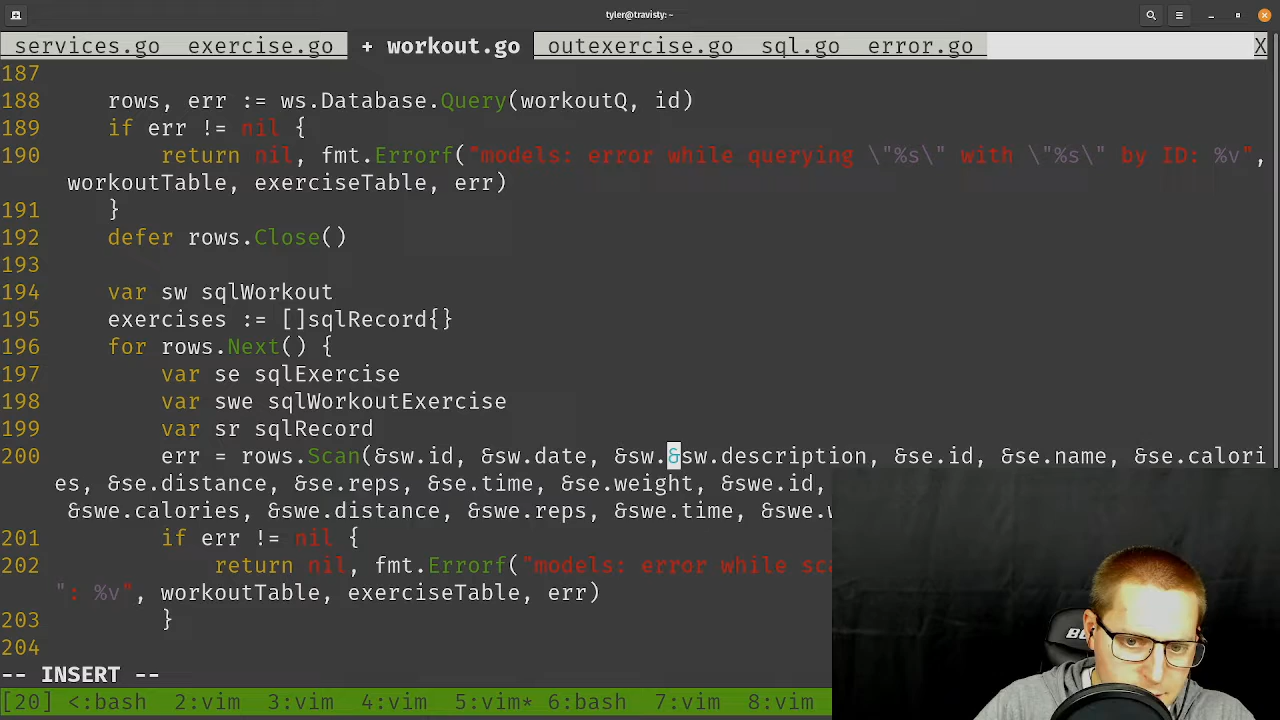 tyler@travisty: ~
services.go exercise.go + workout.go outexercise.go sql.go error.go X
187
188 rows, err := ws.Database.Query(workoutQ, id)
189 if err != nil {
190 return nil, fmt.Errorf("models: error while querying \"%s\" with \"%s\" by ID: %v",
workoutTable, exerciseTable, err)
191 }
192 defer rows.Close()
193
194 var sw sqlWorkout
195 exercises := []sqlRecord{}
196 for rows.Next() {
197 var se sqlExercise
198 var swe sqlWorkoutExercise
199 var sr sqlRecord
200 err = rows.Scan(&sw.id, &sw.date, &sw.&sw.description, &se.id, &se.name, &se.calori
es, &se.distance, &se.reps, &se.time, &se.weight, &swe.id,
&swe.calories, &swe.distance, &swe.reps, &swe.time, &swe.
201 if err != nil {
202 return nil, fmt.Errorf("models: error while
": %v", workoutTable, exerciseTable, err)
203 }
204
-- INSERT --
[20] <:bash 2:vim 3:vim 4:vim 5:vim* 6:bash 7:vim 8:vim